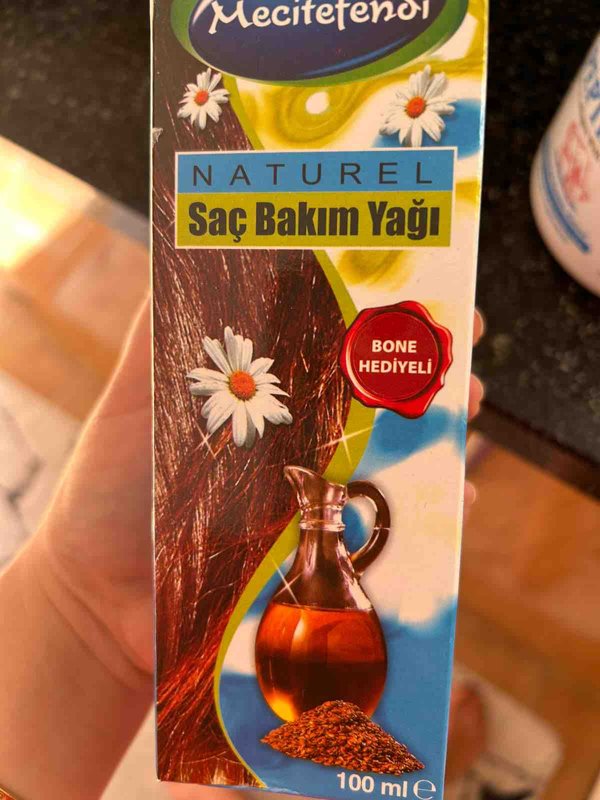 Mecitefendi
NATUREL
Saç Bakım Yağı
BONE
HEDİYELİ
100 ml e